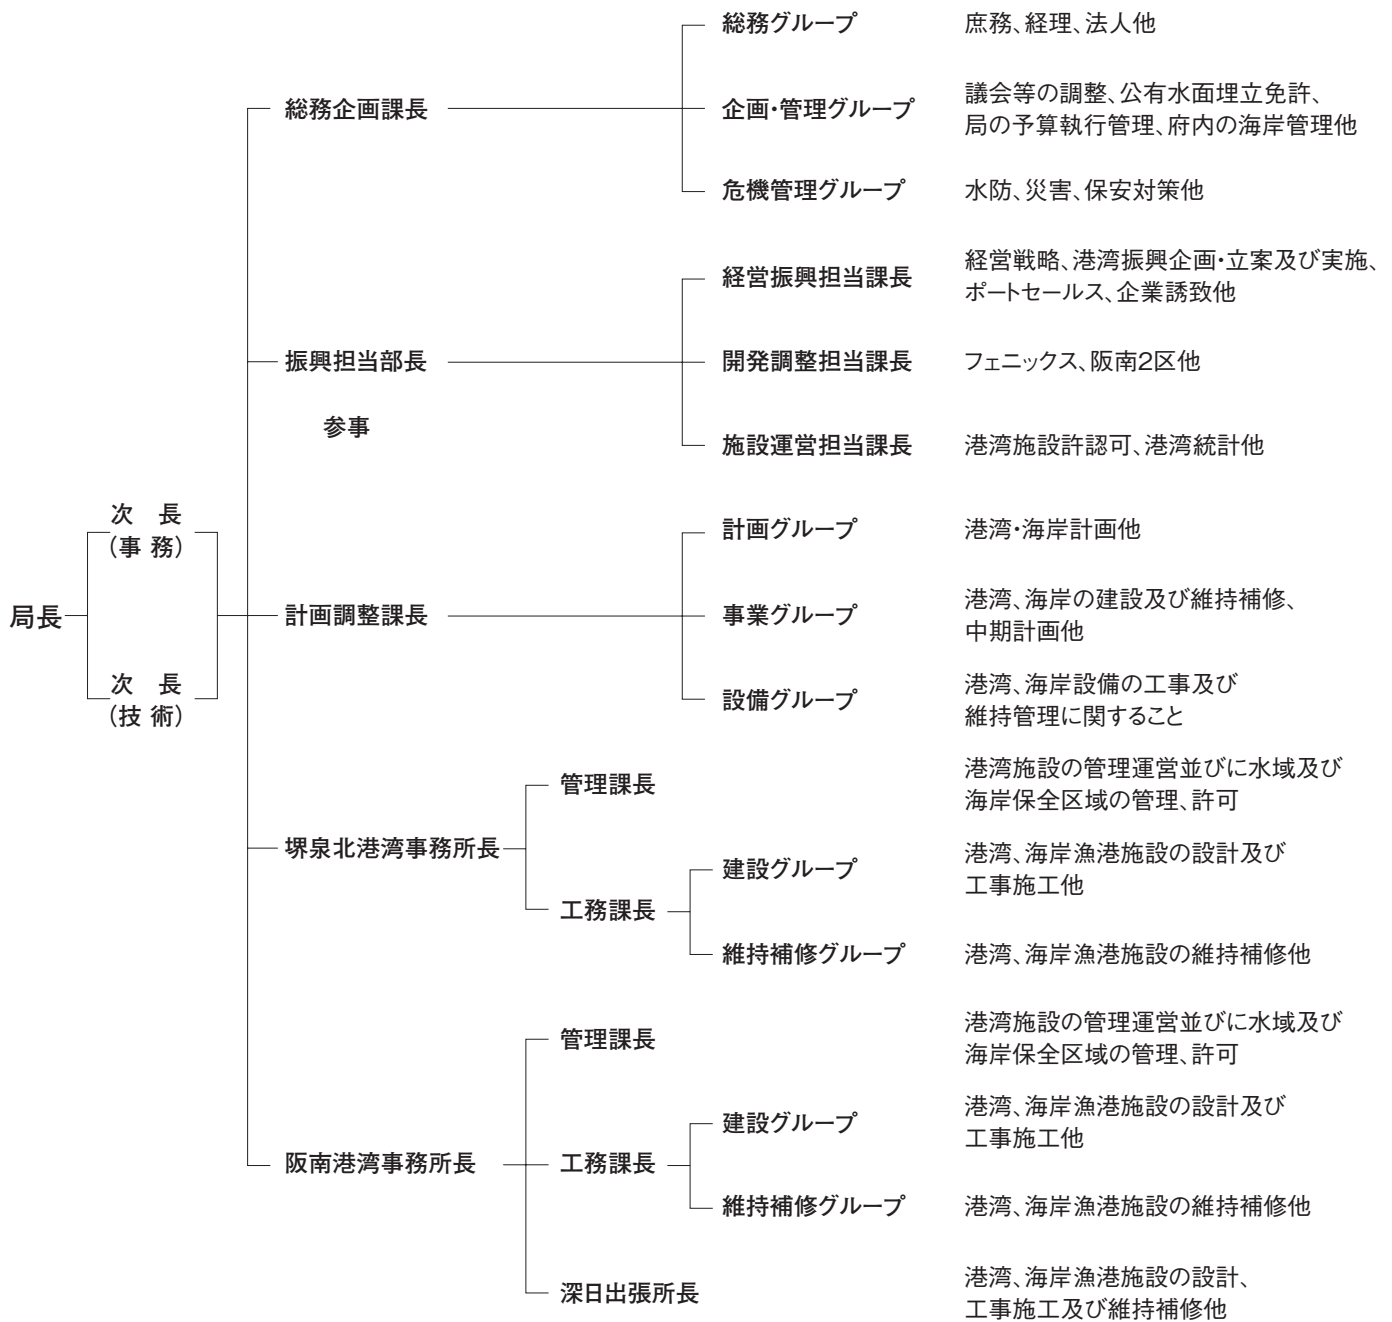 総務グループ 庶務、経理、法人他
総務企画課長
企画・管理グループ 議会等の調整、公有水面埋立免許、
局の予算執行管理、府内の海岸管理他
危機管理グループ 水防、災害、保安対策他
経営振興担当課長 経営戦略、港湾振興企画・立案及び実施、
ポートセールス、企業誘致他
振興担当部長
開発調整担当課長 フェニックス、阪南2区他
参事
施設運営担当課長 港湾施設許認可、港湾統計他
局長
次 長
(事 務)
次 長
(技 術)
計画調整課長
計画グループ 港湾・海岸計画他
事業グループ 港湾、海岸の建設及び維持補修、
中期計画他
設備グループ 港湾、海岸設備の工事及び
維持管理に関すること
堺泉北港湾事務所長
管理課長 港湾施設の管理運営並びに水域及び
海岸保全区域の管理、許可
工務課長
建設グループ 港湾、海岸漁港施設の設計及び
工事施工他
維持補修グループ 港湾、海岸漁港施設の維持補修他
阪南港湾事務所長
管理課長 港湾施設の管理運営並びに水域及び
海岸保全区域の管理、許可
工務課長
建設グループ 港湾、海岸漁港施設の設計及び
工事施工他
維持補修グループ 港湾、海岸漁港施設の維持補修他
深日出張所長 港湾、海岸漁港施設の設計、
工事施工及び維持補修他